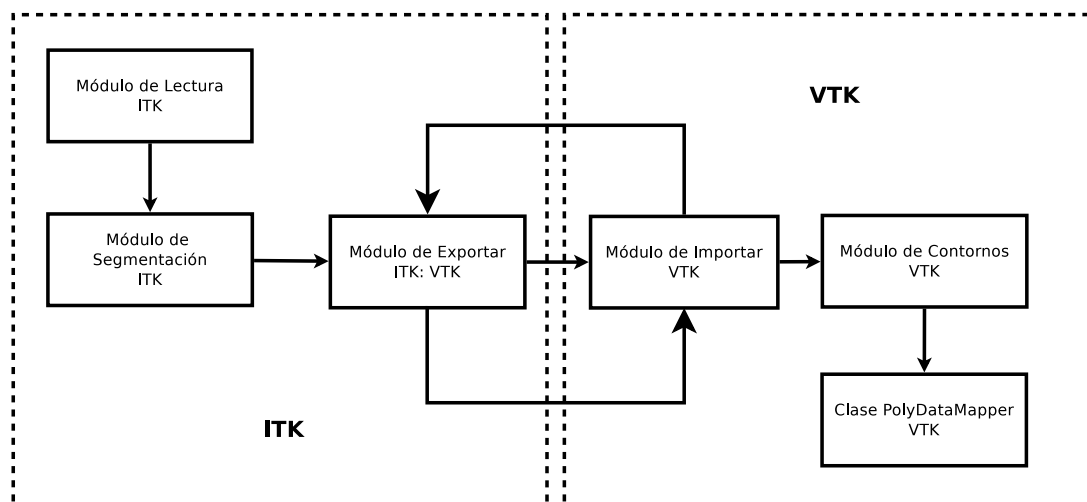 Módulo de Lectura
ITK
VTK
Módulo de
Segmentación
ITK
Módulo de Exportar
ITK: VTK
Módulo de Importar
VTK
Módulo de Contornos
VTK
Clase PolyDataMapper
VTK
ITK